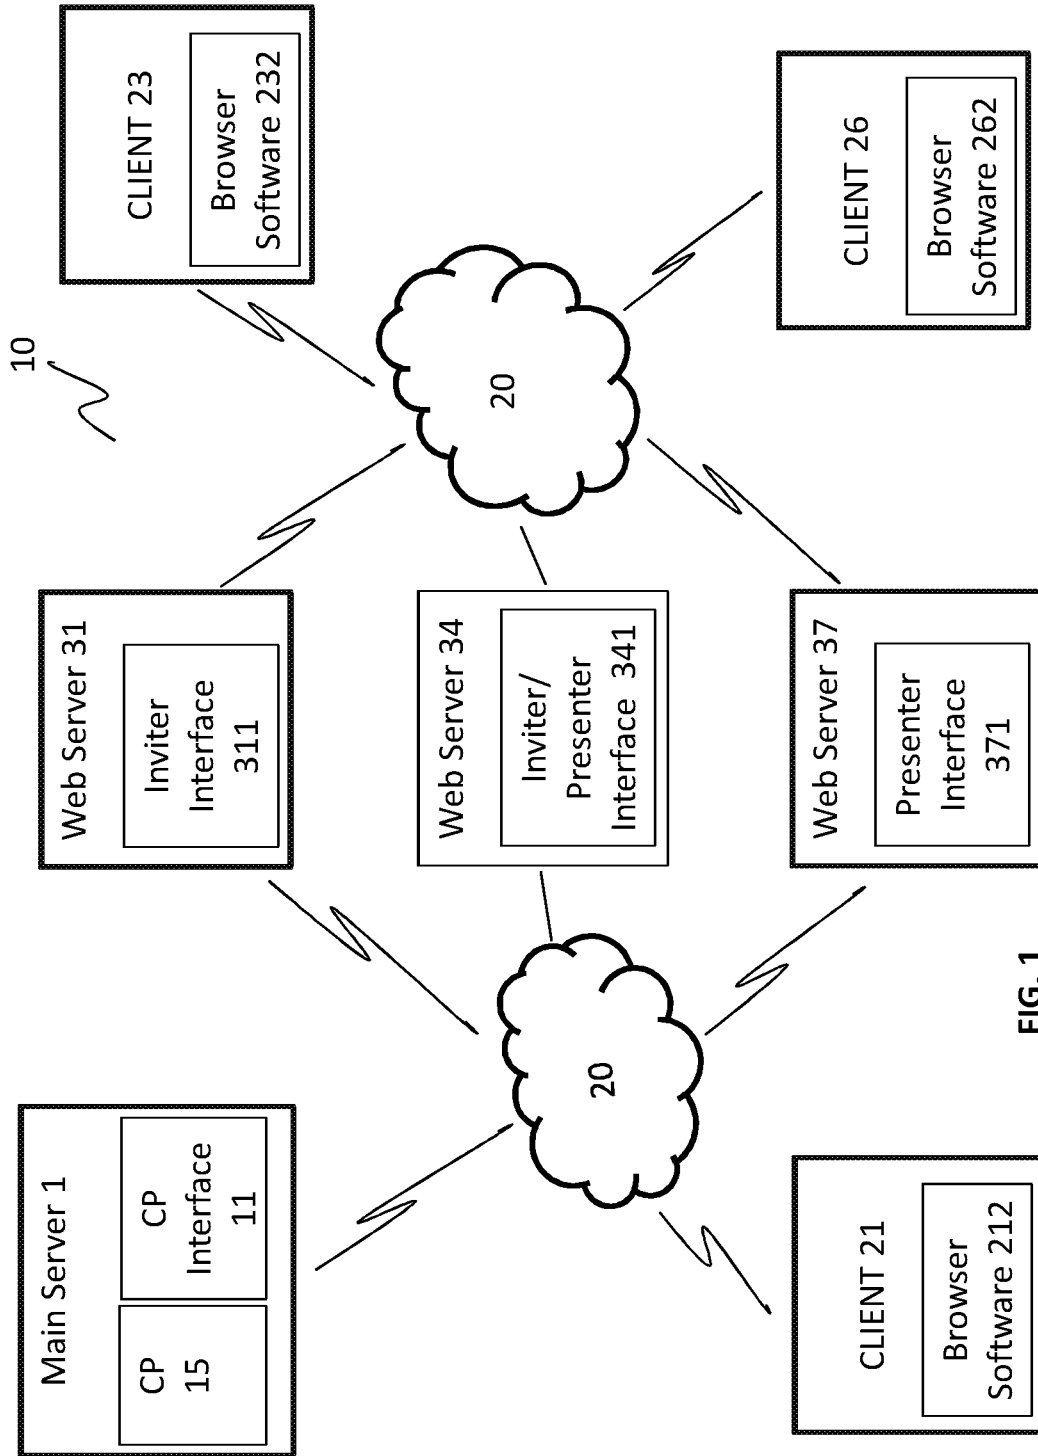 10
Main Server 1
CP
15
CP
Interface
11
Web Server 31
Inviter
Interface
311
CLIENT 23
Browser
Software 232
20
20
Web Server 34
Inviter/
Presenter
Interface 341
CLIENT 21
Browser
Software 212
Web Server 37
Presenter
Interface
371
CLIENT 26
Browser
Software 262
FIG. 1